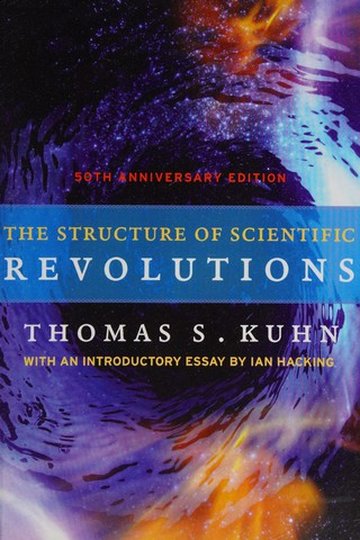 50TH ANNIVERSARY EDITION
THE STRUCTURE OF SCIENTIFIC
REVOLUTIONS
THOMAS S. KUHN
WITH AN INTRODUCTORY ESSAY BY IAN HACKING